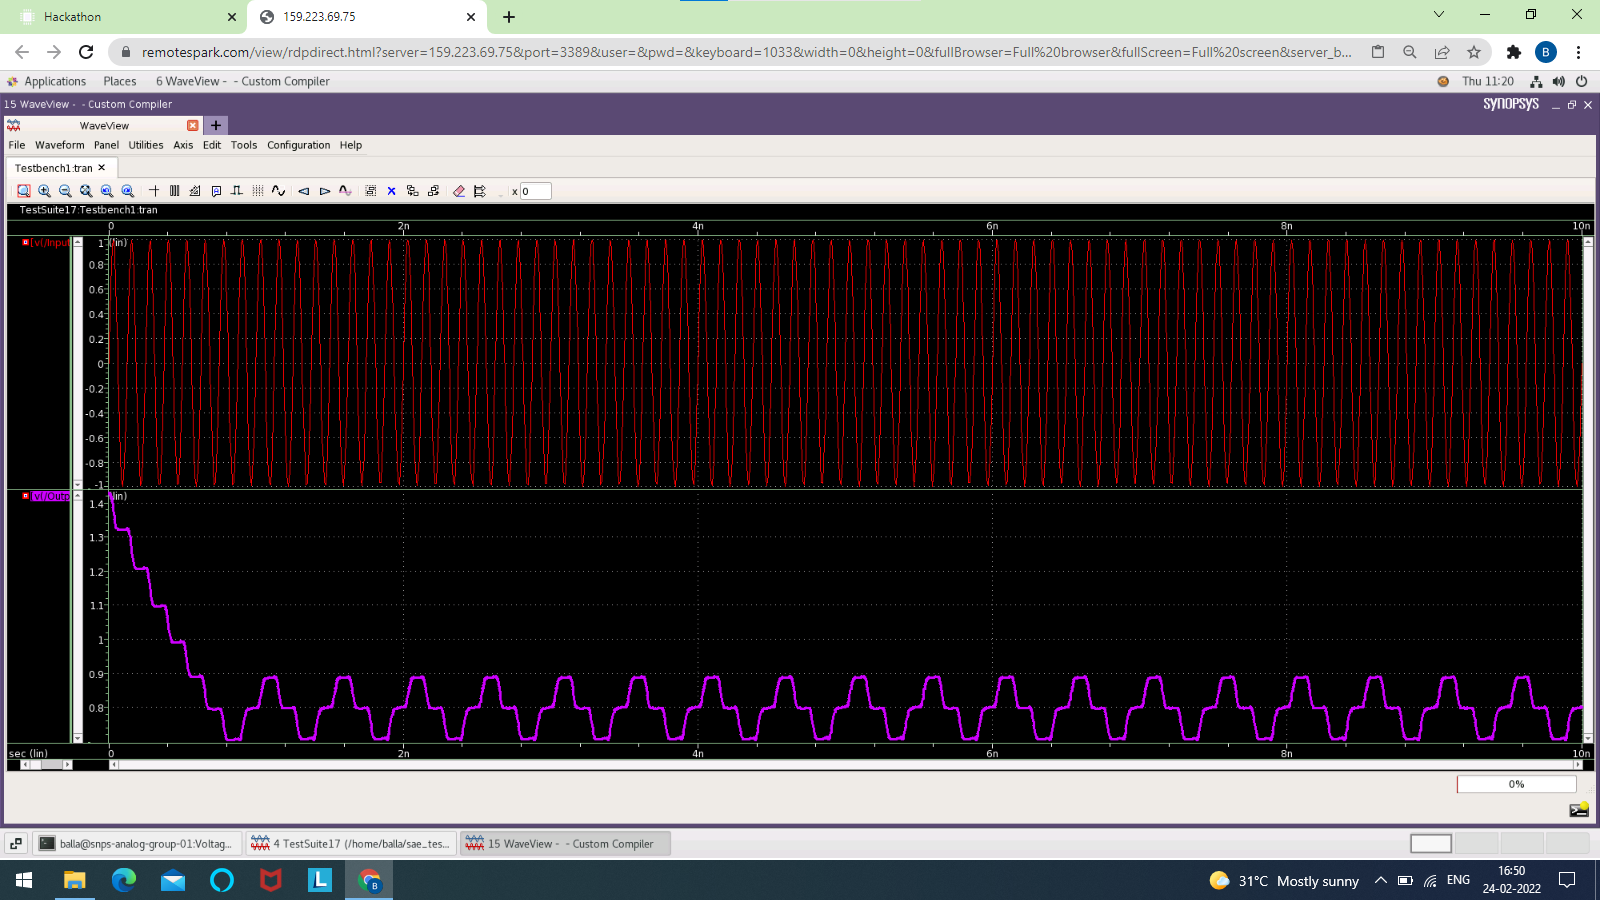 Hackathon
159.223.69.75
remotespark.com/view/rdpdirect.html?server=159.223.69.75&port=3389&user=&pwd=&keyboard=1033&width=0&height=0&fullBrowser=Full%20browser&fullScreen=Full%20screen&server_b...
B
Applications Places 6 WaveView - - Custom Compiler Thu 11:20
15 WaveView - - Custom Compiler SYNOPSYS
WaveView
File Waveform Panel Utilities Axis Edit Tools Configuration Help
Testbench1:tran
x 0
TestSuite17:Testbench1:tran
0 2n 4n 6n 8n 10n
v(/Input
1 (lin)
0.8
0.6
0.4
0.2
0
-0.2
-0.4
-0.6
-0.8
-1
v(/Outp
(lin)
1.4
1.3
1.2
1.1
1
0.9
0.8
sec (lin) 0 2n 4n 6n 8n 10n
0%
balla@snps-analog-group-01:Voltag... 4 TestSuite17 (/home/balla/sae_tes... 15 WaveView - - Custom Compiler
L
B
31°C Mostly sunny ENG 16:50
24-02-2022